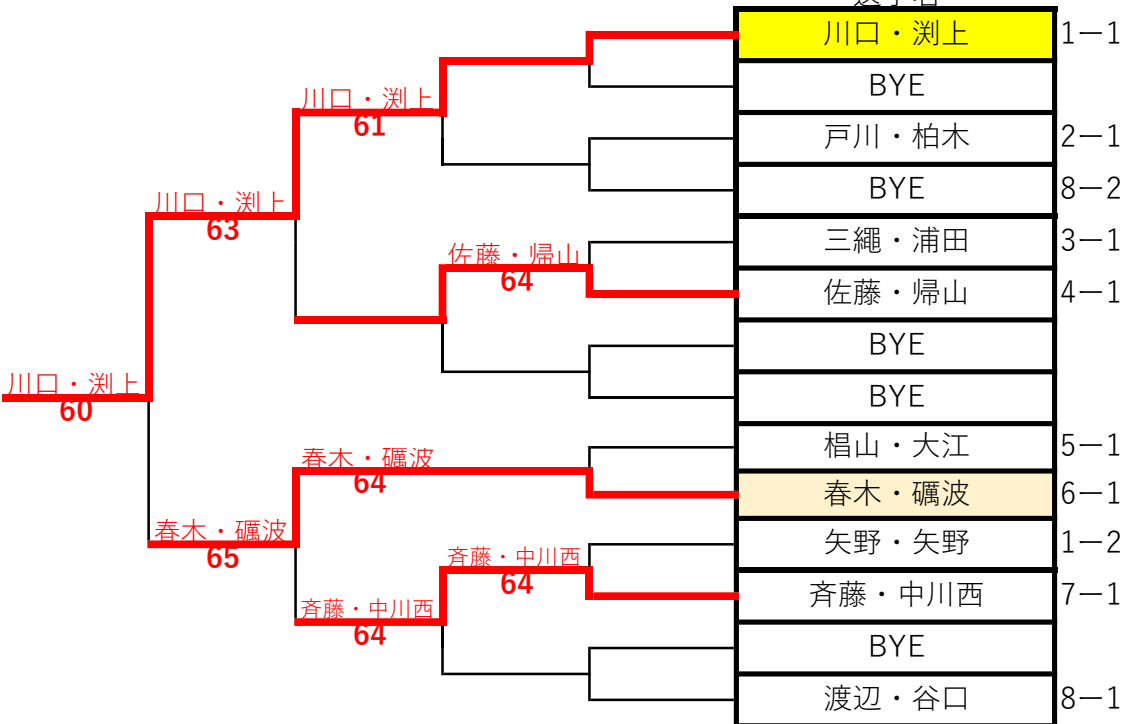 川口・渕上 1−1
BYE
川口・渕上
61
戸川・柏木 2−1
BYE 8−2
川口・渕上
63
三繩・浦田 3−1
佐藤・帰山
64
佐藤・帰山 4−1
BYE
川口・渕上
60
BYE
椙山・大江 5−1
春木・礪波
64
春木・礪波 6−1
春木・礪波
65
矢野・矢野 1−2
斉藤・中川西
64
斉藤・中川西 7−1
斉藤・中川西
64
BYE
渡辺・谷口 8−1